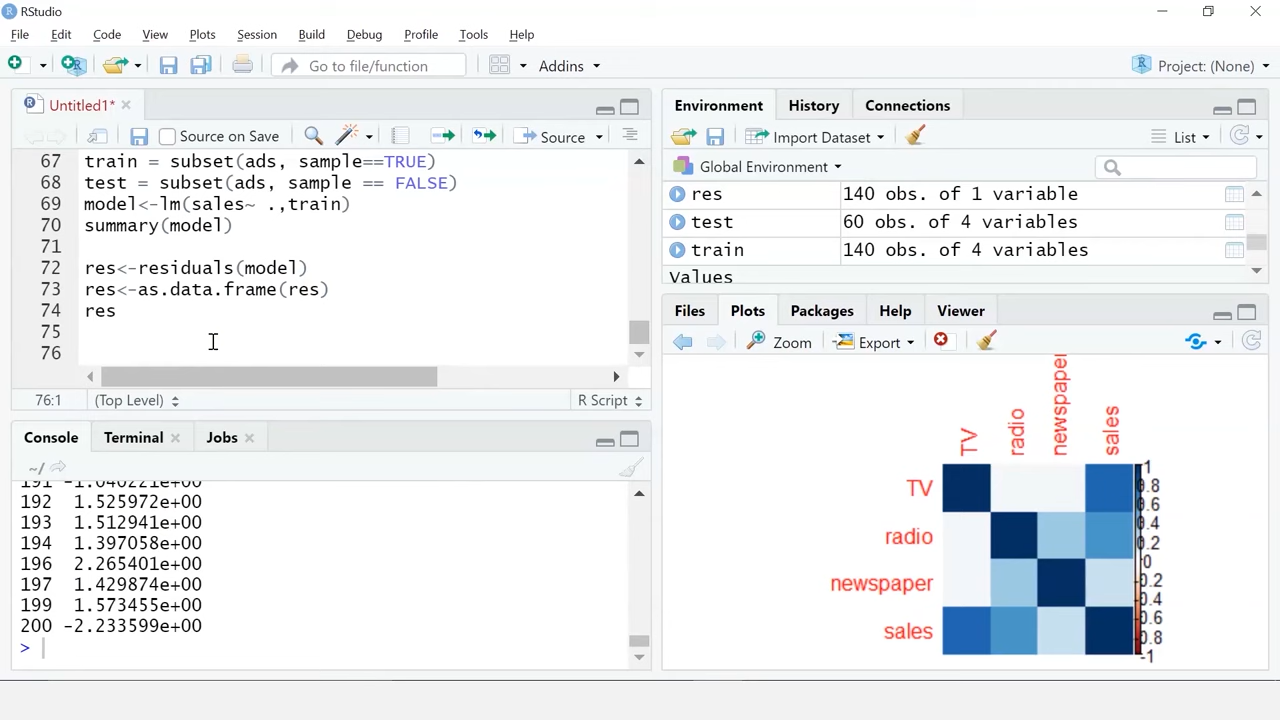 RStudio
File Edit Code View Plots Session Build Debug Profile Tools Help
Go to file/function Addins Project: (None)
Untitled1*
Source on Save Source
67 train = subset(ads, sample==TRUE)
68 test = subset(ads, sample == FALSE)
69 model<-lm(sales~ .,train)
70 summary(model)
71
72 res<-residuals(model)
73 res<-as.data.frame(res)
74 res
75
76
76:1 (Top Level) R Script
Console Terminal Jobs
~/
191 -1.040221e+00
192 1.525972e+00
193 1.512941e+00
194 1.397058e+00
196 2.265401e+00
197 1.429874e+00
199 1.573455e+00
200 -2.233599e+00
>
Environment History Connections
Import Dataset List
Global Environment
res 140 obs. of 1 variable
test 60 obs. of 4 variables
train 140 obs. of 4 variables
Values
Files Plots Packages Help Viewer
Zoom Export
TV radio newspaper sales
TV
radio
newspaper
sales
1
0.8
0.6
0.4
0.2
0
-0.2
-0.4
-0.6
-0.8
-1